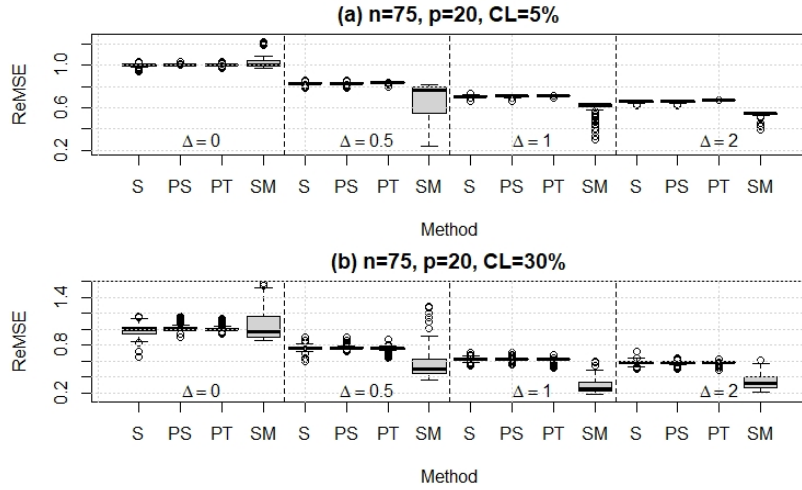 (a) n=75, p=20, CL=5%
ReMSE
1.0
0.6
0.2
Δ = 0 Δ = 0.5 Δ = 1 Δ = 2
S PS PT SM S PS PT SM S PS PT SM S PS PT SM
Method
(b) n=75, p=20, CL=30%
ReMSE
1.4
0.8
0.2
Δ = 0 Δ = 0.5 Δ = 1 Δ = 2
S PS PT SM S PS PT SM S PS PT SM S PS PT SM
Method